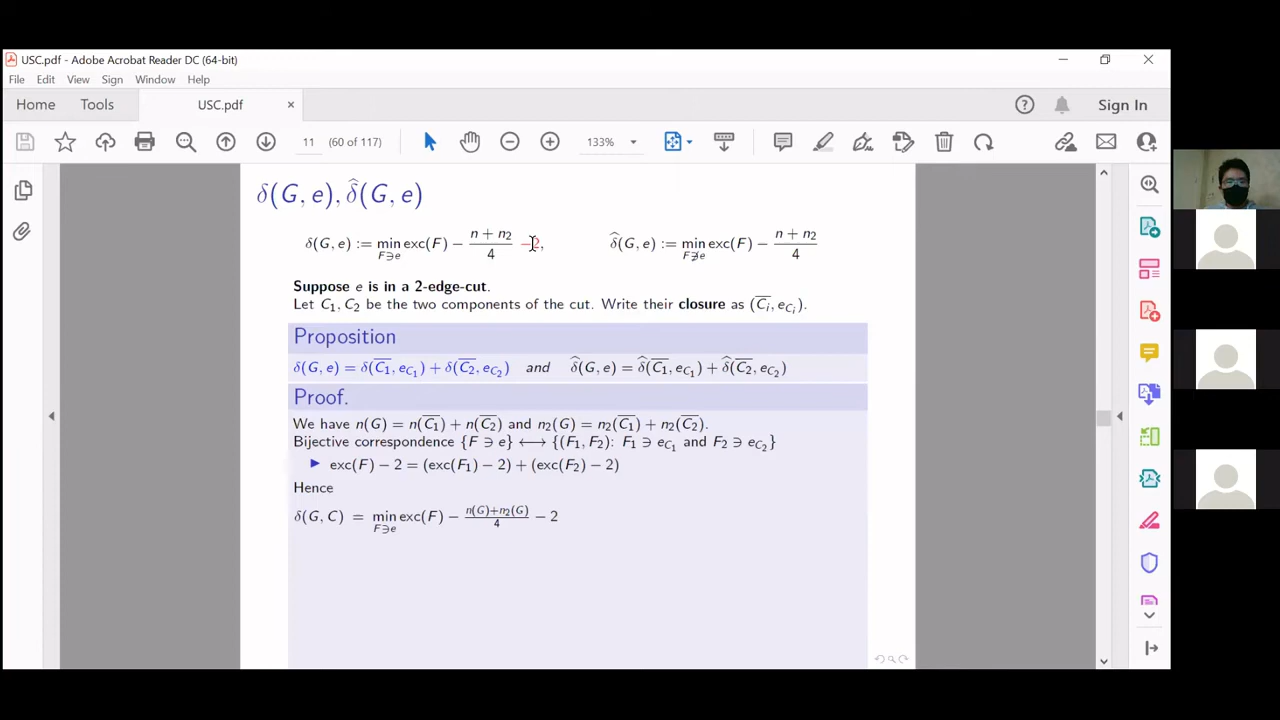 USC.pdf - Adobe Acrobat Reader DC (64-bit)
File Edit View Sign Window Help
Home Tools USC.pdf × Sign In
11 (60 of 117) 133%
δ(G, e), δ̂(G, e)
δ(G, e) := min_{F∋e} exc(F) − (n + n₂)/4 −2, δ̂(G, e) := min_{F∌e} exc(F) − (n + n₂)/4
Suppose e is in a 2-edge-cut.
Let C₁, C₂ be the two components of the cut. Write their closure as (C̅ᵢ, e_{Cᵢ}).
Proposition
δ(G, e) = δ(C̅₁, e_{C₁}) + δ(C̅₂, e_{C₂}) and δ̂(G, e) = δ̂(C̅₁, e_{C₁}) + δ̂(C̅₂, e_{C₂})
Proof.
We have n(G) = n(C̅₁) + n(C̅₂) and n₂(G) = n₂(C̅₁) + n₂(C̅₂).
Bijective correspondence {F ∋ e} ⟷ {(F₁, F₂): F₁ ∋ e_{C₁} and F₂ ∋ e_{C₂}}
▶ exc(F) − 2 = (exc(F₁) − 2) + (exc(F₂) − 2)
Hence
δ(G, C) = min_{F∋e} exc(F) − (n(G)+n₂(G))/4 − 2